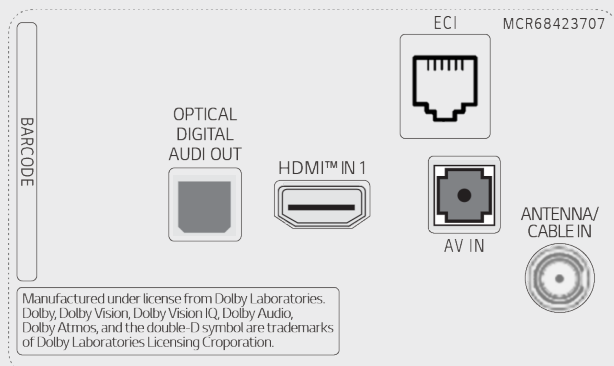 ECI
MCR68423707
BARCODE
OPTICAL
DIGITAL
AUDI OUT
HDMI™ IN 1
AV IN
ANTENNA/
CABLE IN
Manufactured under license from Dolby Laboratories.
Dolby, Dolby Vision, Dolby Vision IQ, Dolby Audio,
Dolby Atmos, and the double-D symbol are trademarks
of Dolby Laboratories Licensing Croporation.